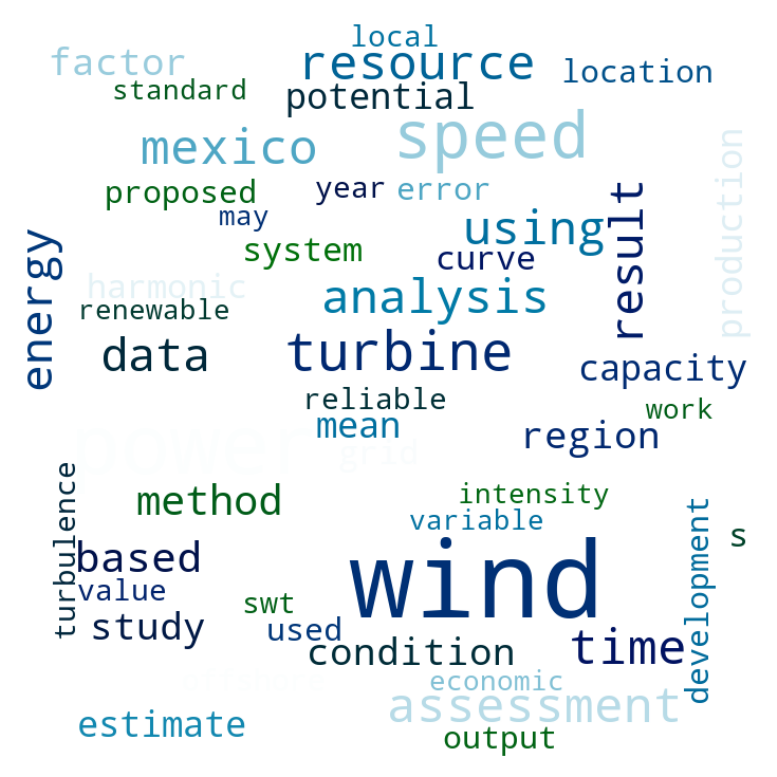 local
factor
resource
location
standard
potential
speed
mexico
production
proposed
year
error
result
may
using
energy
system
curve
harmonic
analysis
renewable
data
turbine
capacity
reliable
work
mean
region
power
grid
turbulence
method
intensity
development
variable
s
based
wind
value
swt
study
used
time
condition
economic
assessment
estimate
output